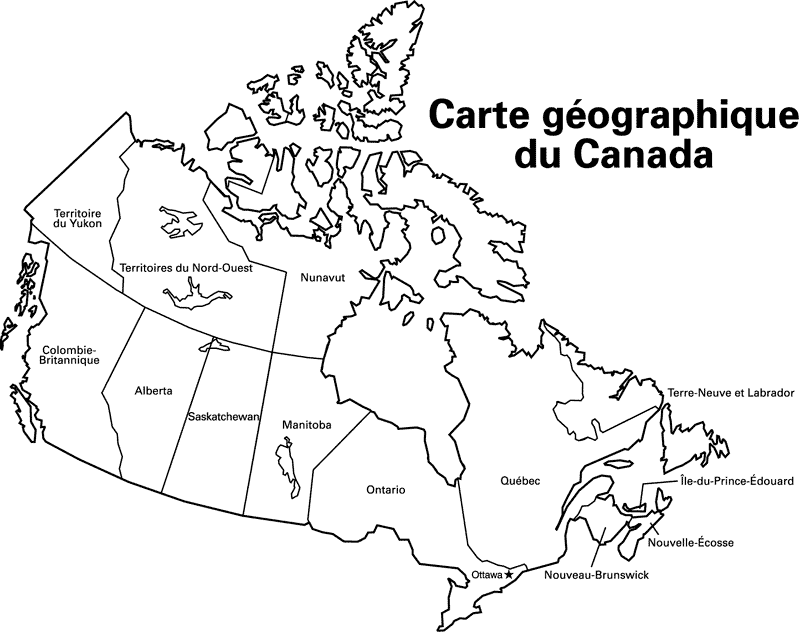 Carte géographique
du Canada
Territoire
du Yukon
Territoires du Nord-Ouest
Nunavut
Colombie-
Britannique
Alberta
Saskatchewan
Manitoba
Ontario
Québec
Terre-Neuve et Labrador
Île-du-Prince-Édouard
Nouvelle-Écosse
Nouveau-Brunswick
Ottawa